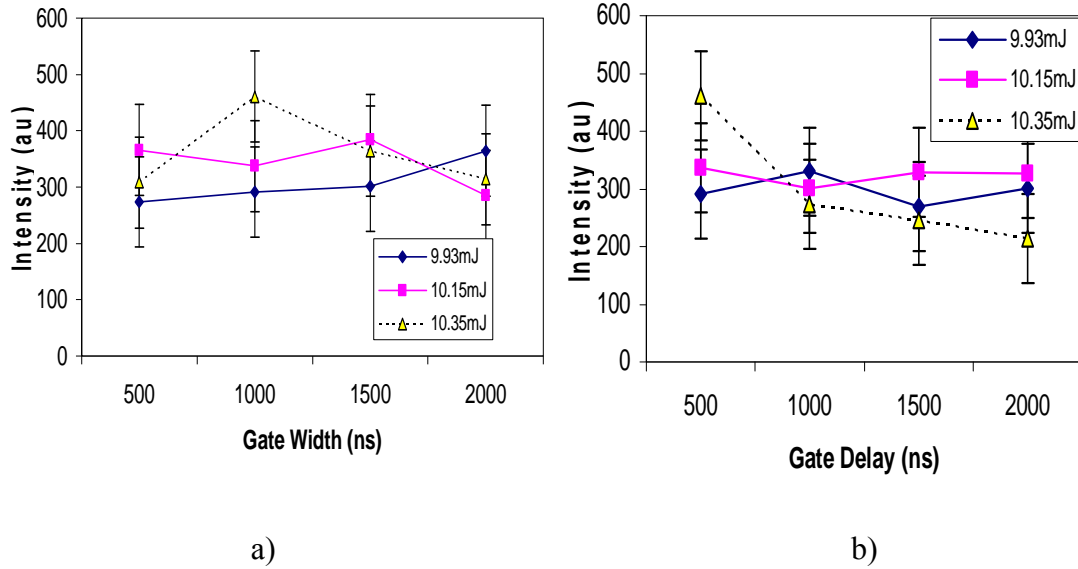 600
500
400
300
200
100
0
Intensity (au)
500 1000 1500 2000
Gate Width (ns)
9.93mJ
10.15mJ
10.35mJ
a)
600
500
400
300
200
100
0
Intensity (au)
500 1000 1500 2000
Gate Delay (ns)
9.93mJ
10.15mJ
10.35mJ
b)